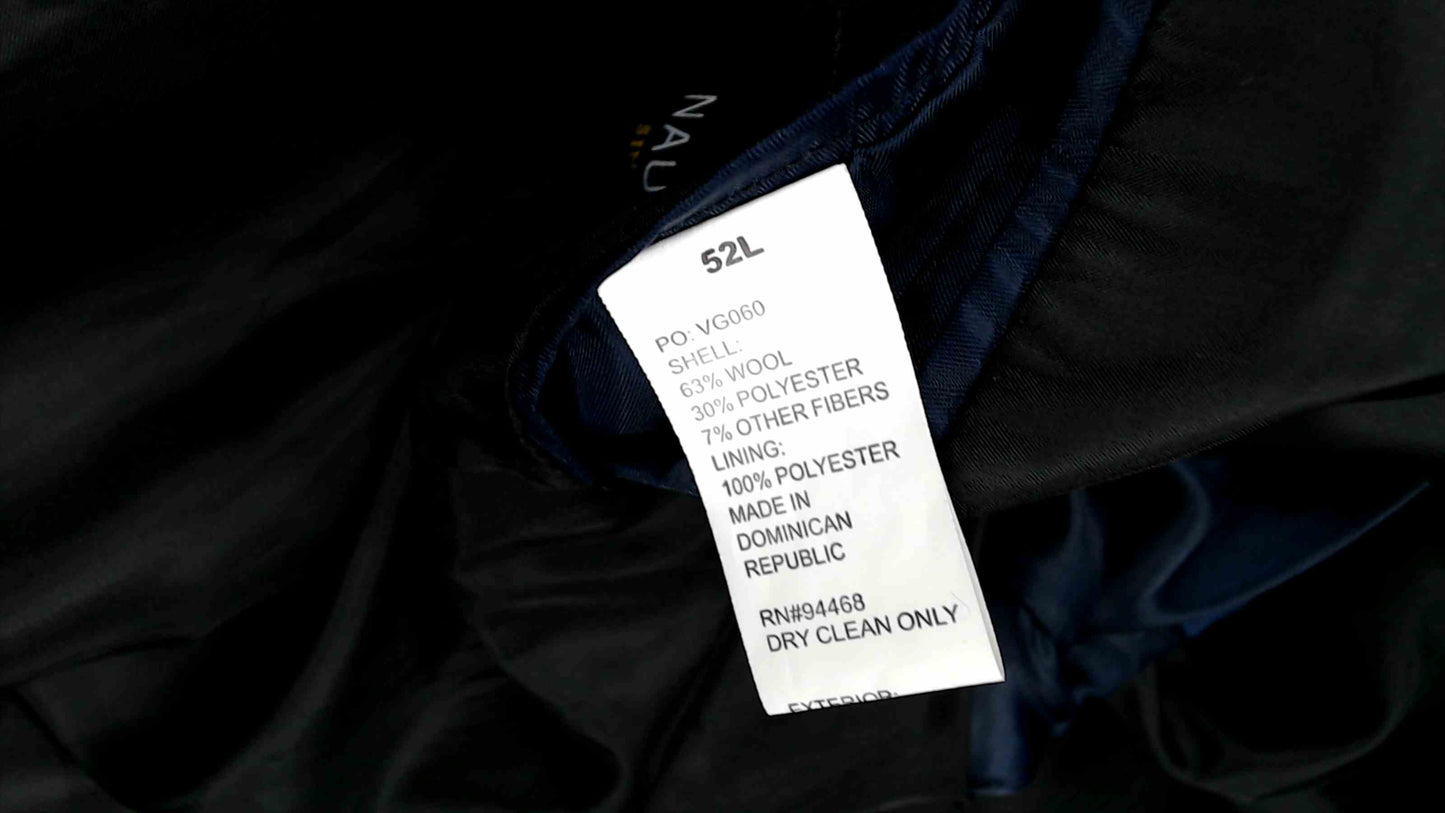 NAU
52L
PO: VG060
SHELL:
63% WOOL
30% POLYESTER
7% OTHER FIBERS
LINING:
100% POLYESTER
MADE IN
DOMINICAN
REPUBLIC
RN#94468
DRY CLEAN ONLY
EXTERIOR: